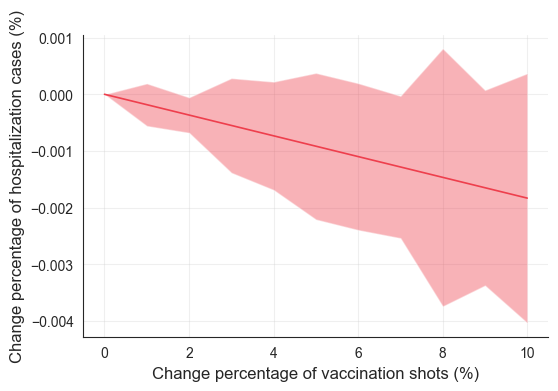 Change percentage of hospitalization cases (%)
0.001
0.000
−0.001
−0.002
−0.003
−0.004
0 2 4 6 8 10
Change percentage of vaccination shots (%)